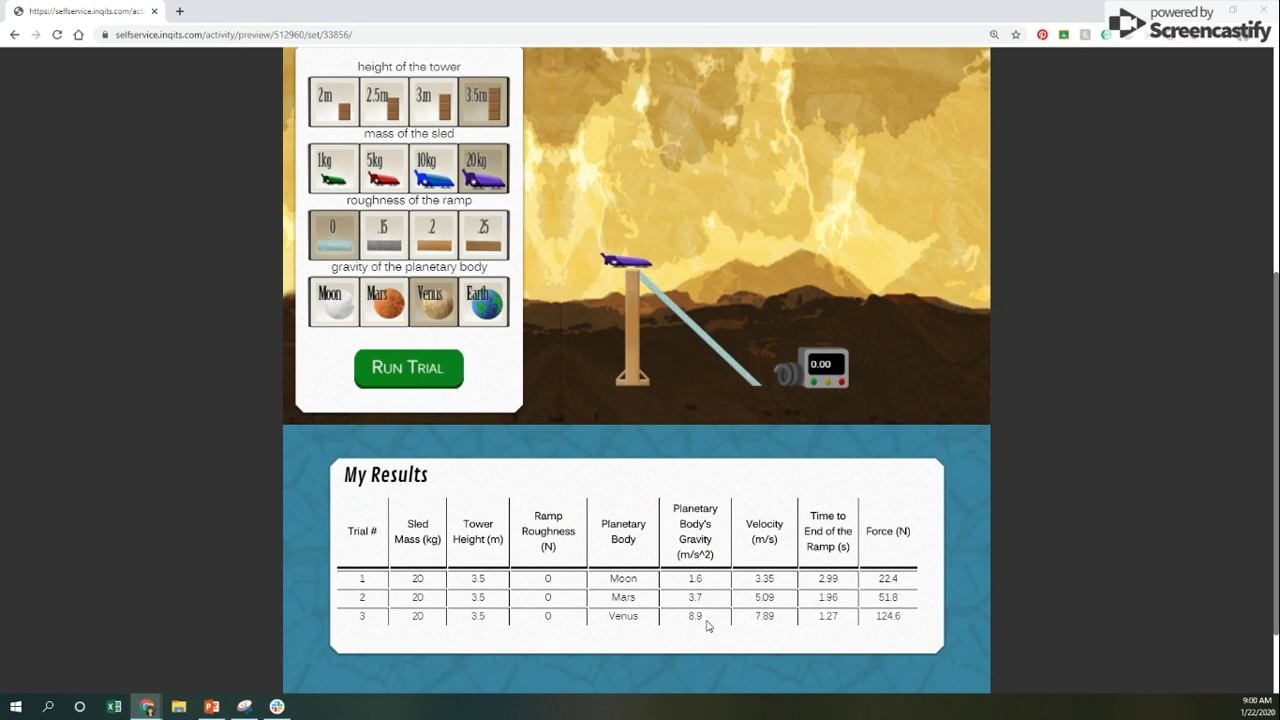 https://selfservice.inqits.com/act
selfservice.inqits.com/activity/preview/512960/set/33856/
powered by
Screencastify
height of the tower
2m 2.5m 3m 3.5m
mass of the sled
1kg 5kg 10kg 20kg
roughness of the ramp
0 .15 .2 .25
gravity of the planetary body
Moon Mars Venus Earth
RUN TRIAL
0.00
My Results
Trial # Sled Mass (kg) Tower Height (m) Ramp Roughness (N) Planetary Body Planetary Body's Gravity (m/s^2) Velocity (m/s) Time to End of the Ramp (s) Force (N)
1 20 3.5 0 Moon 1.6 3.35 2.99 22.4
2 20 3.5 0 Mars 3.7 5.09 1.96 51.8
3 20 3.5 0 Venus 8.9 7.89 1.27 124.6
9:00 AM
1/22/2020